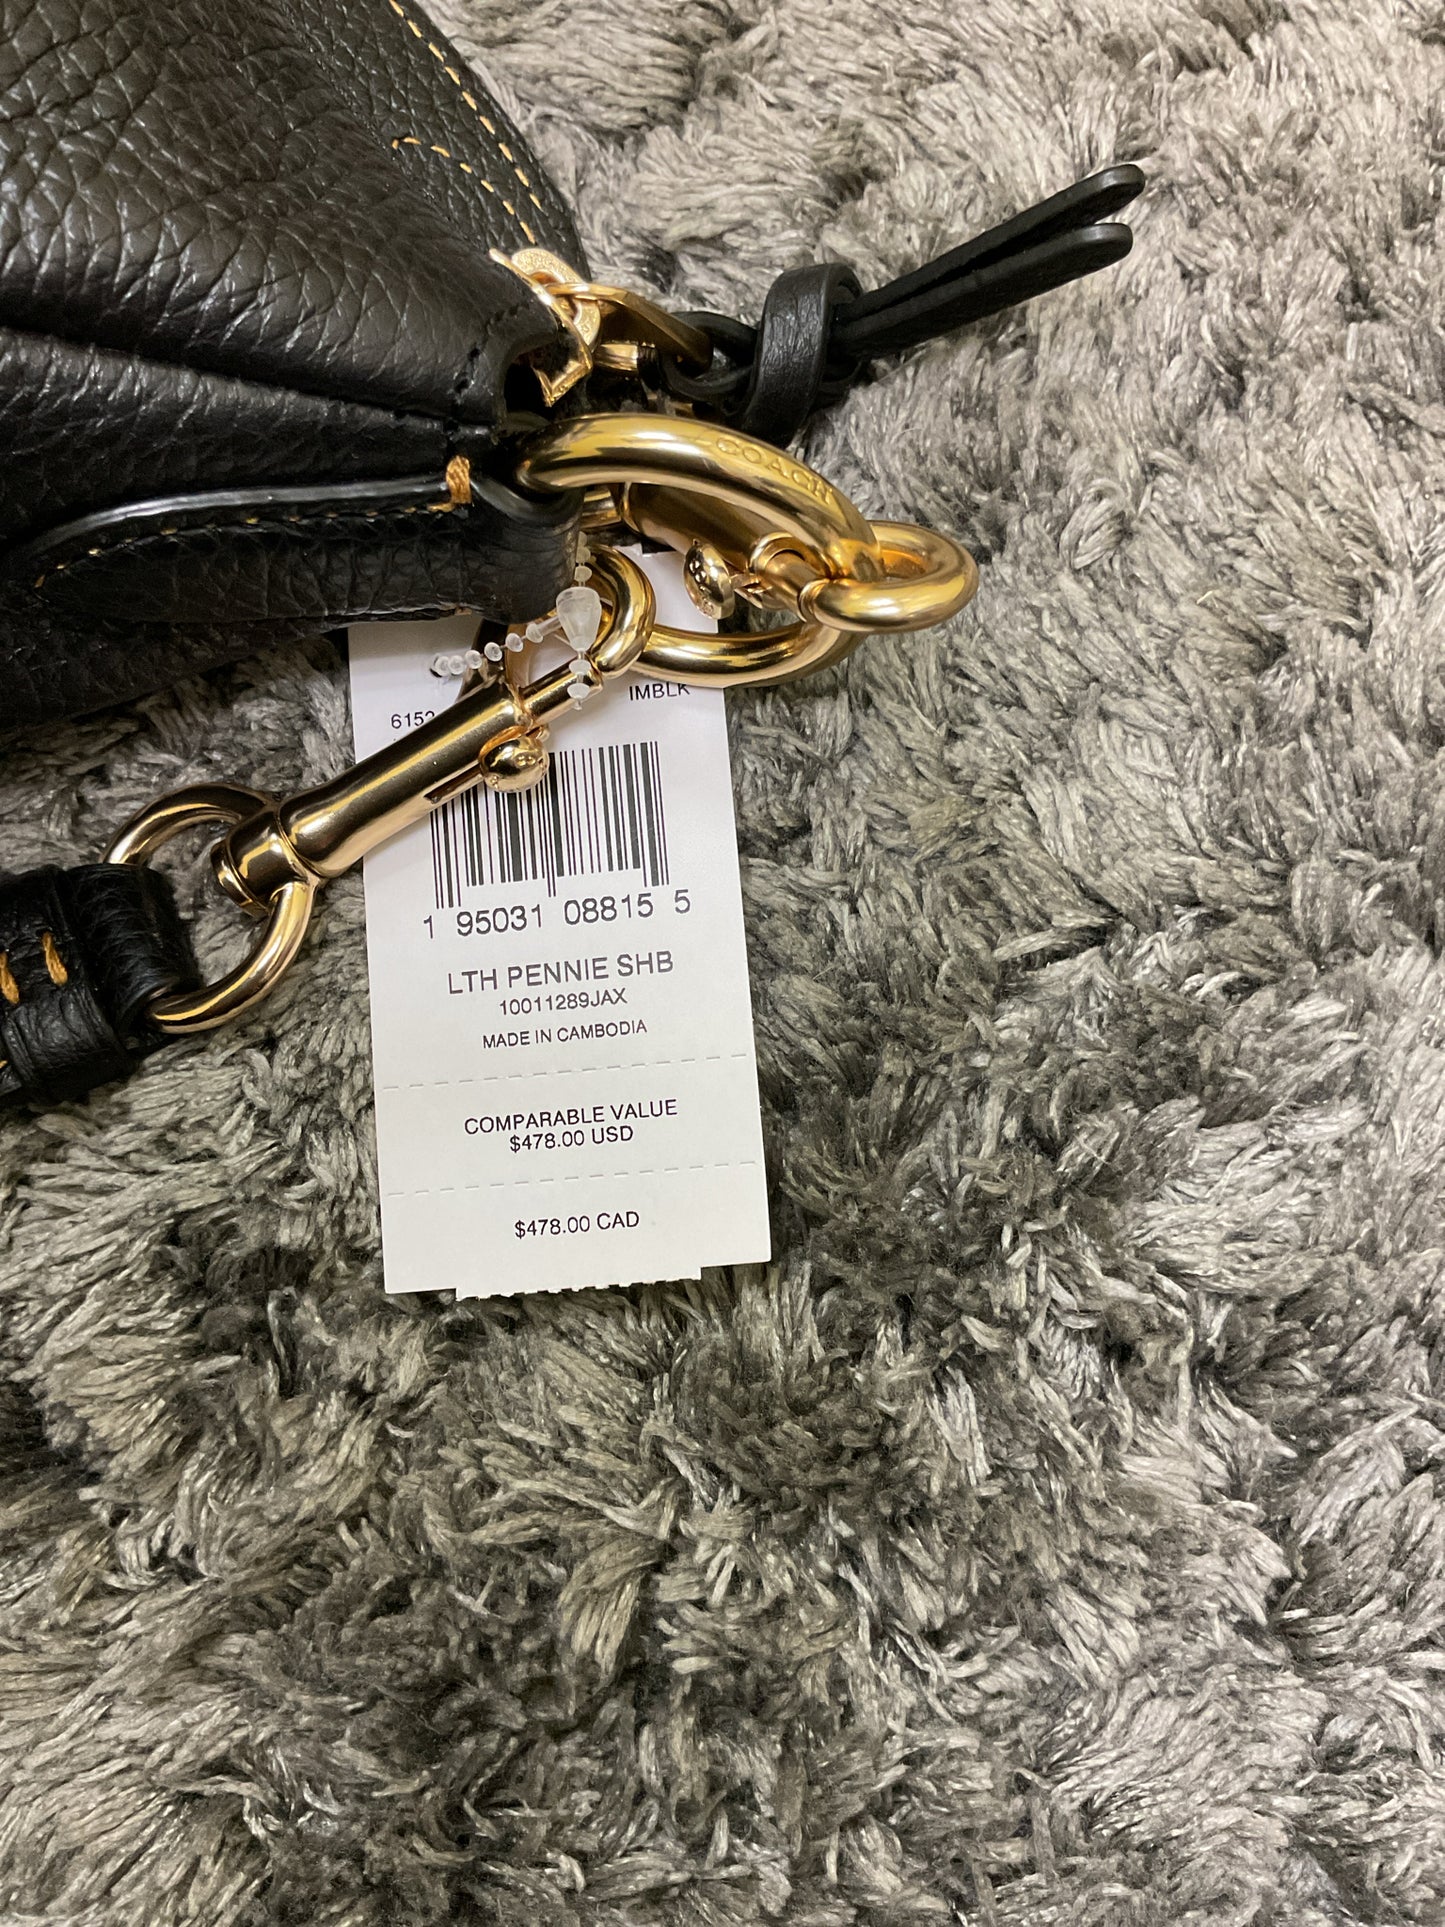 COACH
IMBLK
1 95031 08815 5
LTH PENNIE SHB
10011289JAX
MADE IN CAMBODIA
COMPARABLE VALUE
$478.00 USD
$478.00 CAD